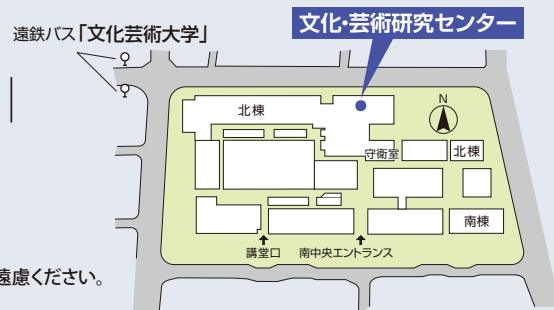 文化・芸術研究センター
遠鉄バス「文化芸術大学」
北棟
N
守衛室
北棟
南棟
講堂口
南中央エントランス
遠慮ください。